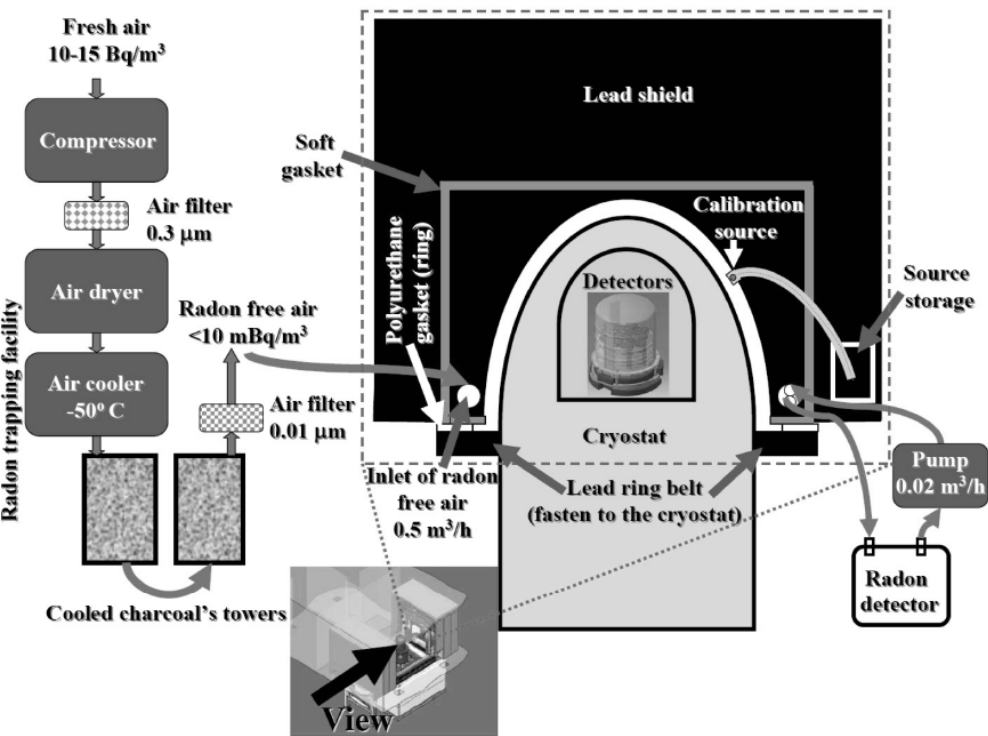 Fresh air
10-15 Bq/m³
Compressor
Air filter
0.3 μm
Air dryer
Radon free air
<10 mBq/m³
Air cooler
-50⁰ C
Air filter
0.01 μm
Radon trapping facility
Cooled charcoal's towers
Lead shield
Soft
gasket
Polyurethane
gasket (ring)
Calibration
source
Detectors
Source
storage
Cryostat
Inlet of radon
free air
0.5 m³/h
Lead ring belt
(fasten to the cryostat)
Pump
0.02 m³/h
Radon
detector
View